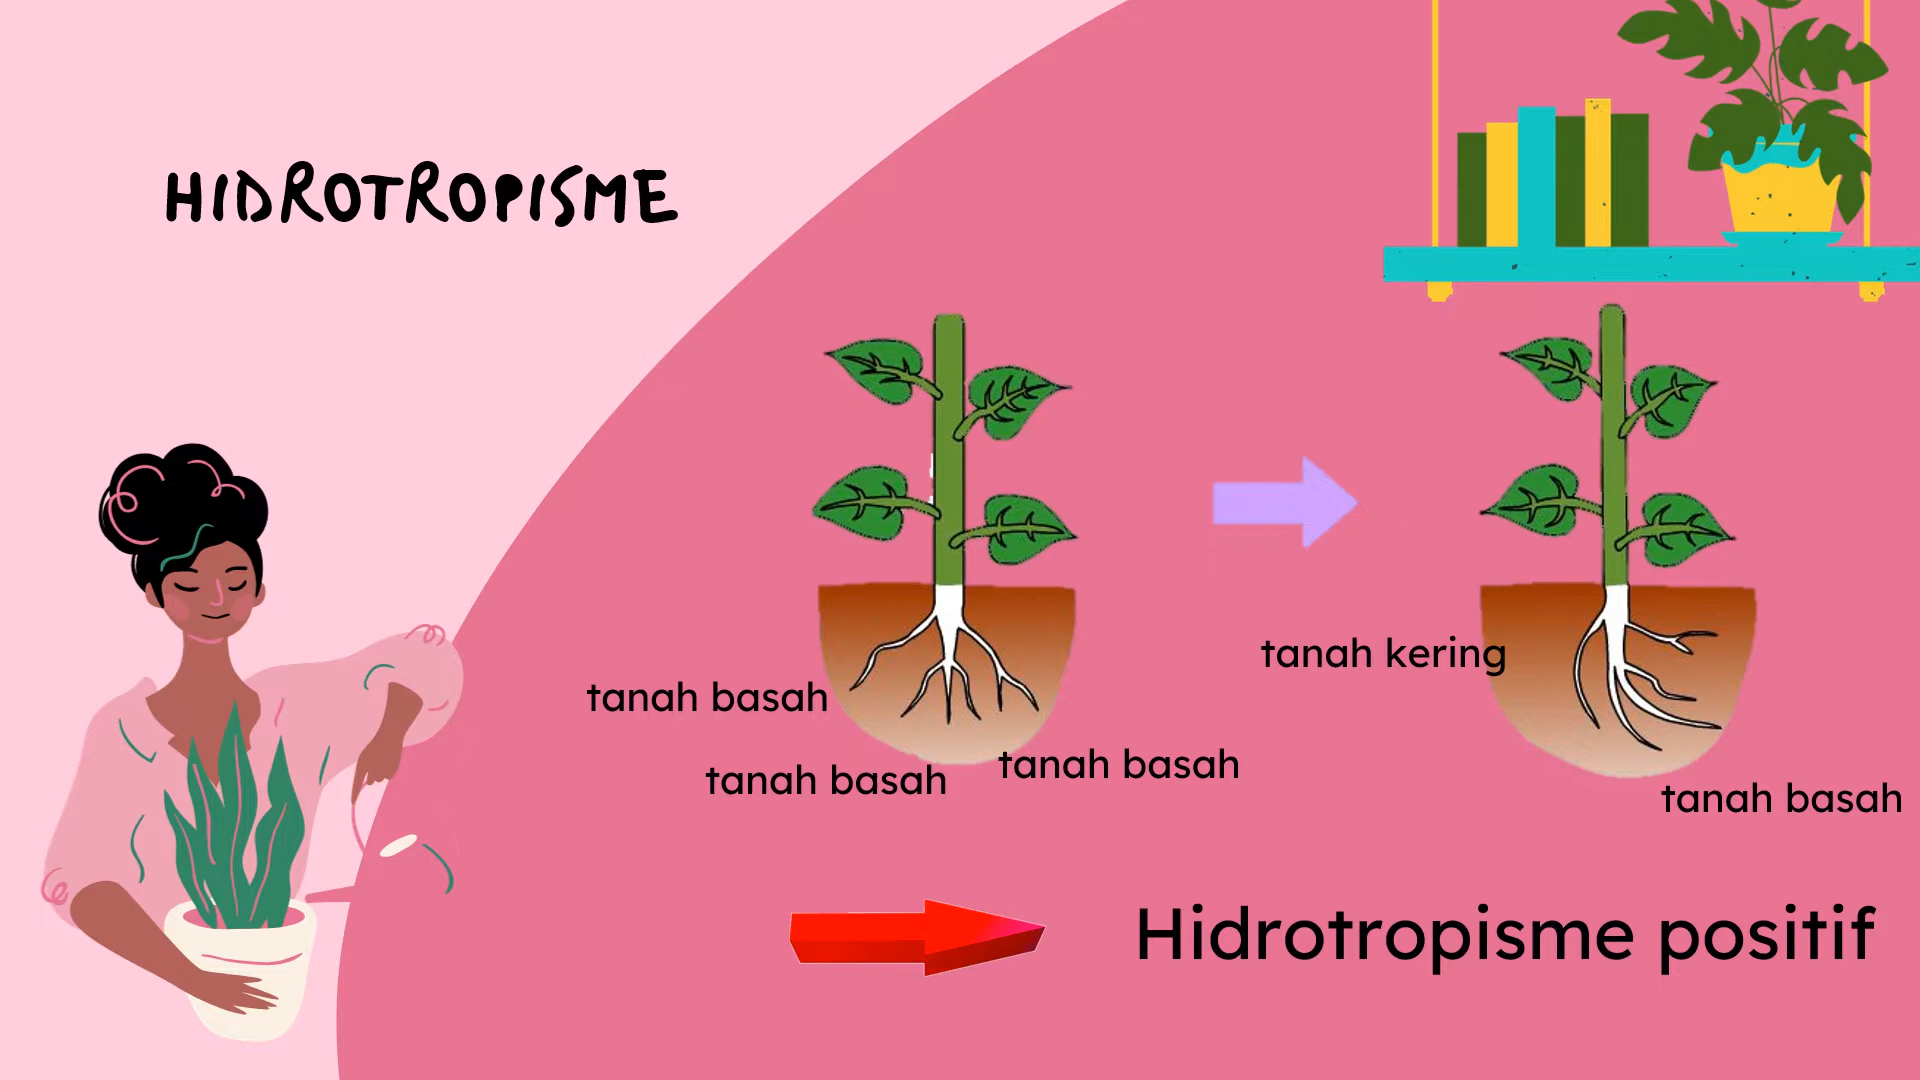 HIDROTROPISME
tanah basah
tanah basah
tanah basah
tanah kering
tanah basah
Hidrotropisme positif